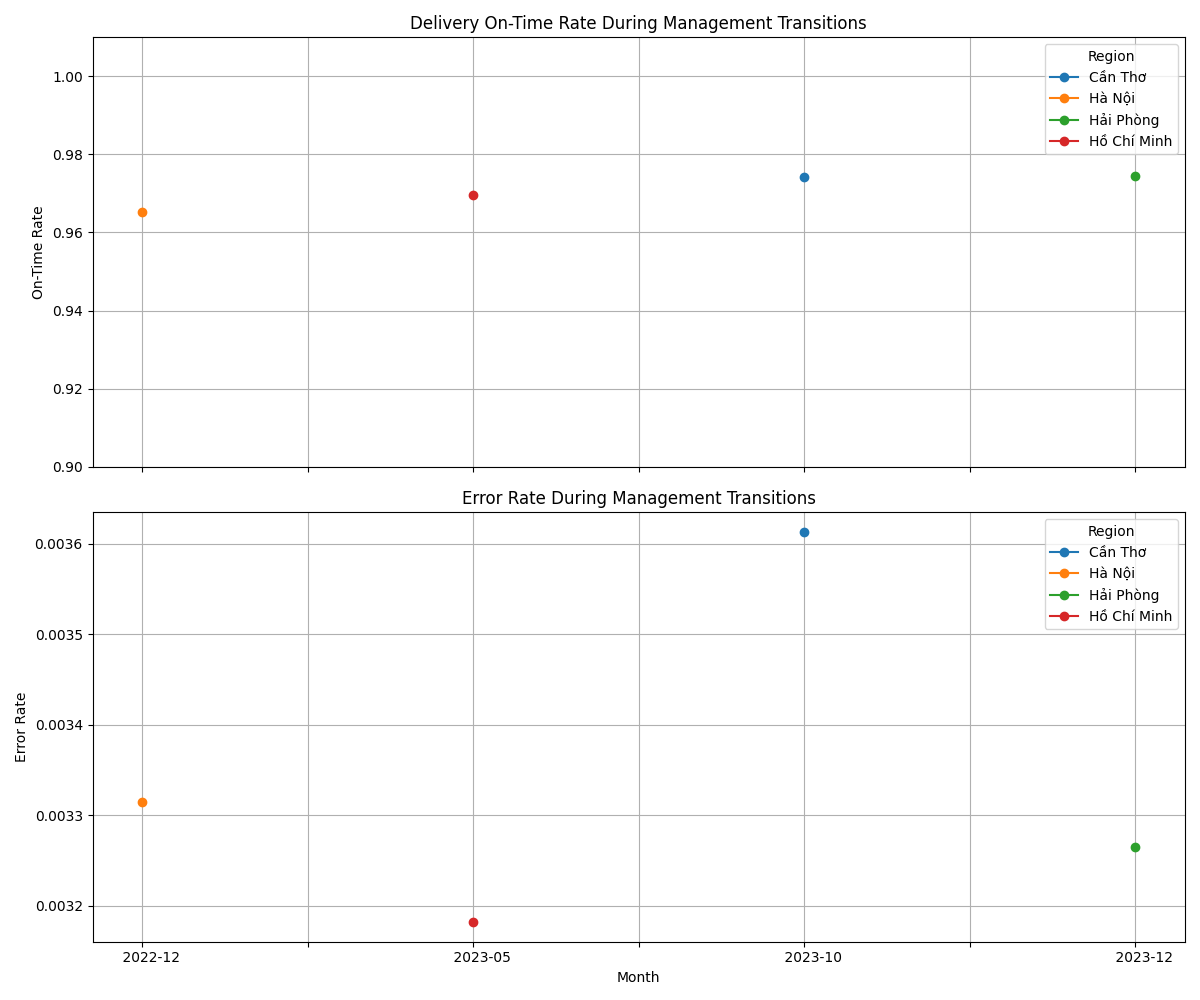 Delivery On-Time Rate During Management Transitions
Region
Cần Thơ
Hà Nội
Hải Phòng
Hồ Chí Minh
1.00
0.98
0.96
0.94
0.92
0.90
On-Time Rate
Error Rate During Management Transitions
Region
Cần Thơ
Hà Nội
Hải Phòng
Hồ Chí Minh
0.0036
0.0035
0.0034
0.0033
0.0032
Error Rate
2022-12 2023-05 2023-10 2023-12
Month